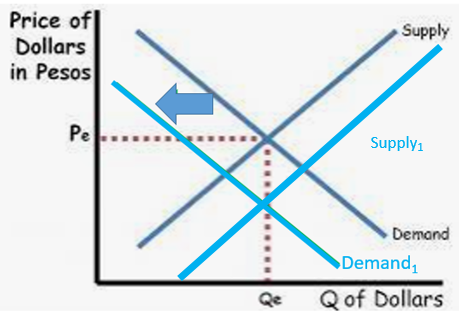 Price of
Dollars
in Pesos
Supply
Pe
Supply1
Demand
Demand1
Qe
Q of Dollars